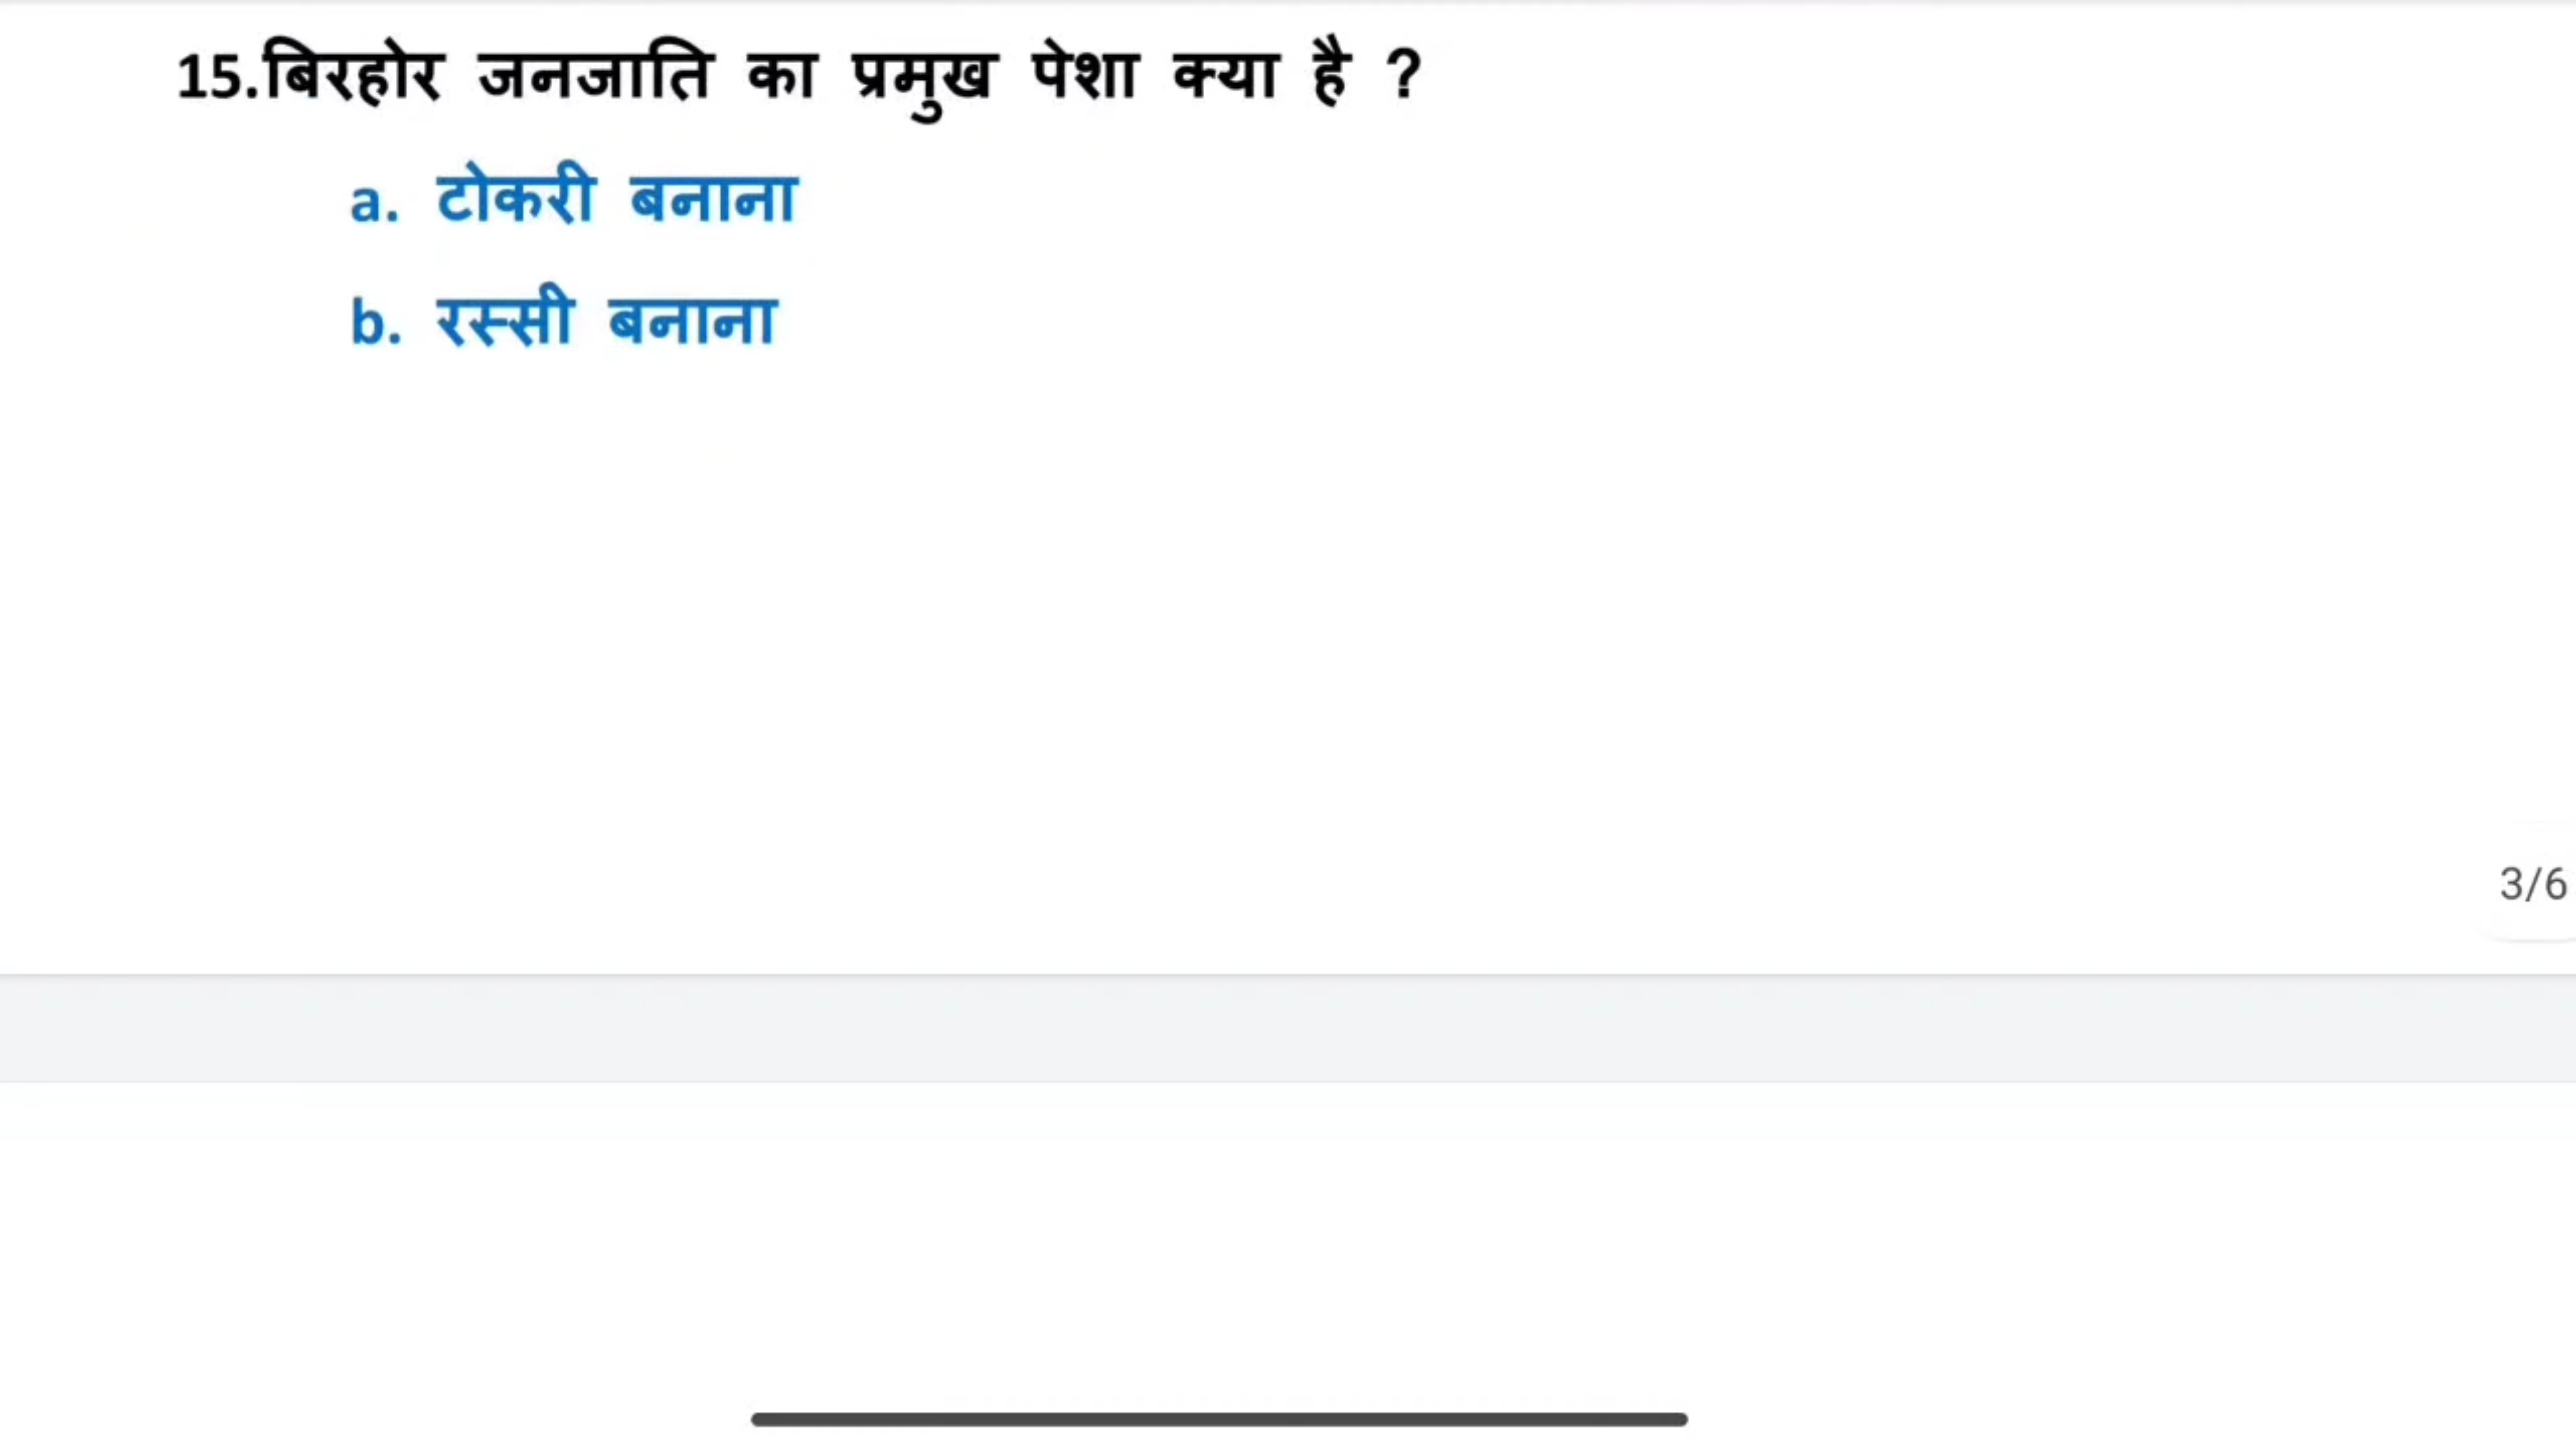 15.बिरहोर जनजाति का प्रमुख पेशा क्या है ?
a. टोकरी बनाना
b. रस्सी बनाना
3/6